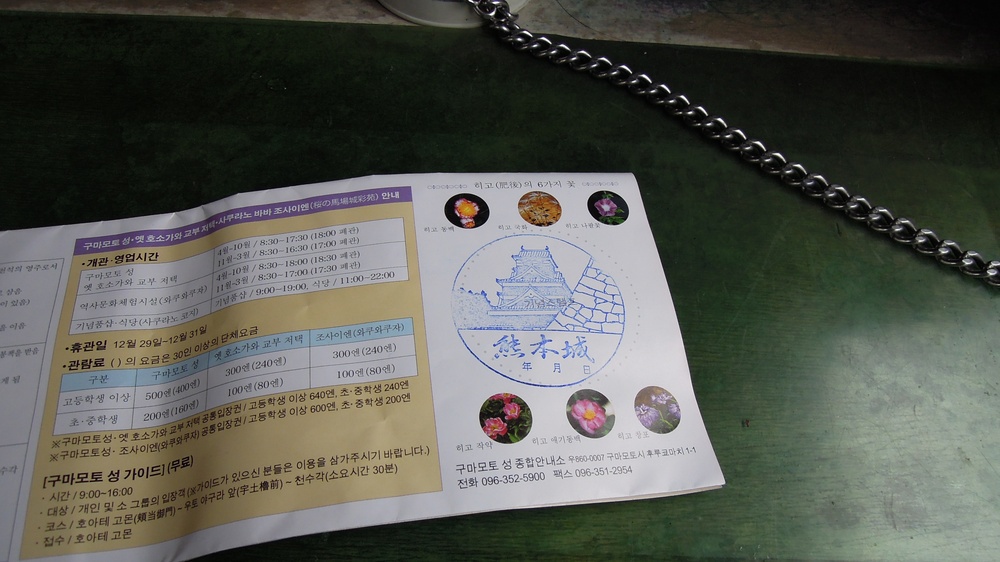 구마모토 성·옛 호소가와 교부 저택·사쿠라노 바바 조사이엔(桜の馬場城彩苑) 안내
·개관·영업시간
구마모토 성
4월-10월 / 8:30~17:30 (18:00 폐관)
11월-3월 / 8:30~16:30 (17:00 폐관)
옛 호소가와 교부 저택
4월-10월 / 8:30~18:00 (18:30 폐관)
11월-3월 / 8:30~17:00 (17:30 폐관)
역사문화체험시설(와쿠와쿠자)
기념품샵·식당(사쿠라노코지)
기념품샵 / 9:00~19:00, 식당 / 11:00~22:00
·휴관일 12월 29일~12월 31일
·관람료 ( ) 의 요금은 30인 이상의 단체요금
구분 구마모토 성 옛 호소가와 교부 저택 조사이엔(와쿠와쿠자)
고등학생 이상 500엔(400엔) 300엔(240엔) 300엔(240엔)
초·중학생 200엔(160엔) 100엔(80엔) 100엔(80엔)
※구마모토성·옛 호소가와 교부 저택 공통입장권 / 고등학생 이상 640엔, 초·중학생 240엔
※구마모토성·조사이엔(와쿠와쿠자) 공통입장권 / 고등학생 이상 600엔, 초·중학생 200엔
[구마모토 성 가이드] (무료)
· 시간 / 9:00~16:00
· 대상 / 개인 및 소 그룹의 입장객 (※가이드가 있으신 분들은 이용을 삼가주시기 바랍니다.)
· 코스 / 호아테 고몬(頬当御門) ~ 우토 야구라 앞(宇土櫓前) ~ 천수각(소요시간 30분)
· 접수 / 호아테 고몬
히고(肥後)의 6가지 꽃
히고 동백
히고 국화
히고 나팔꽃
기념스탬프
熊本城
年 月 日
히고 작약
히고 애기동백
히고 창포
구마모토 성 종합안내소 우860-0007 구마모토시 후루쿄마치 1-1
전화 096-352-5900 팩스 096-351-2954